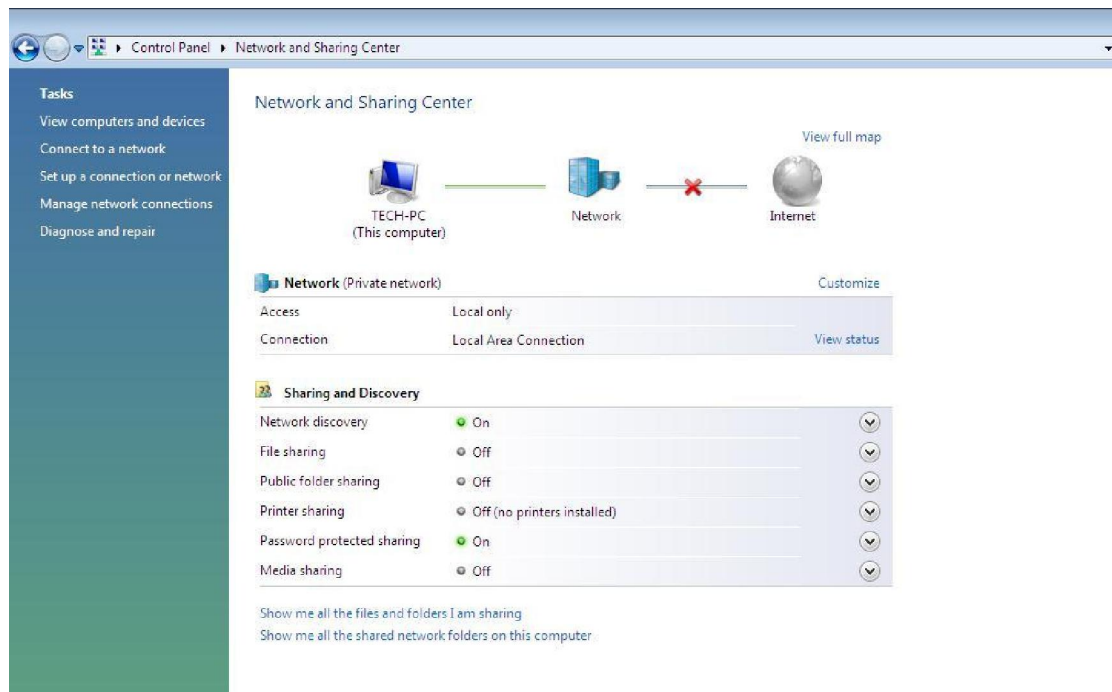 Control Panel
Network and Sharing Center
Tasks
View computers and devices
Connect to a network
Set up a connection or network
Manage network connections
Diagnose and repair
Network and Sharing Center
View full map
TECH-PC
(This computer)
Network
Internet
Network (Private network)
Customize
Access Local only
Connection Local Area Connection View status
Sharing and Discovery
Network discovery On
File sharing Off
Public folder sharing Off
Printer sharing Off (no printers installed)
Password protected sharing On
Media sharing Off
Show me all the files and folders I am sharing
Show me all the shared network folders on this computer